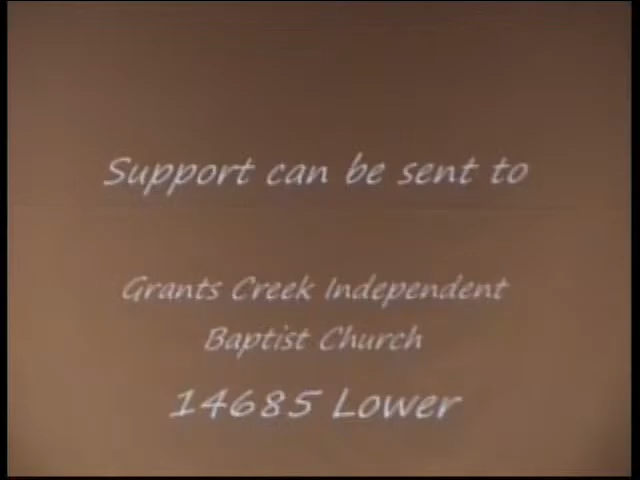 Support can be sent to
Grants Creek Independent
Baptist Church
14685 Lower